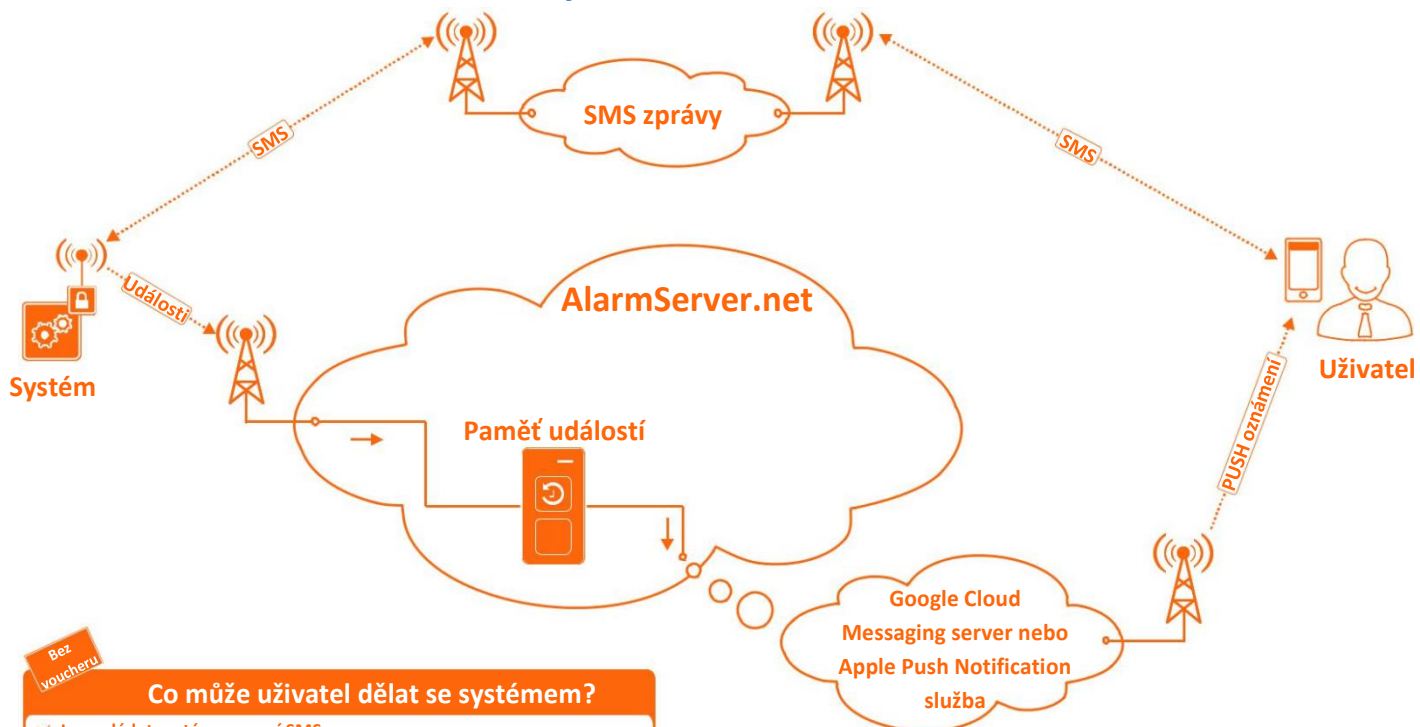 SMS zprávy
SMS
SMS
Události
AlarmServer.net
Systém
Uživatel
PUSH oznámení
Paměť událostí
Google Cloud
Messaging server nebo
Apple Push Notification
služba
Bez
voucheru
Co může uživatel dělat se systémem?